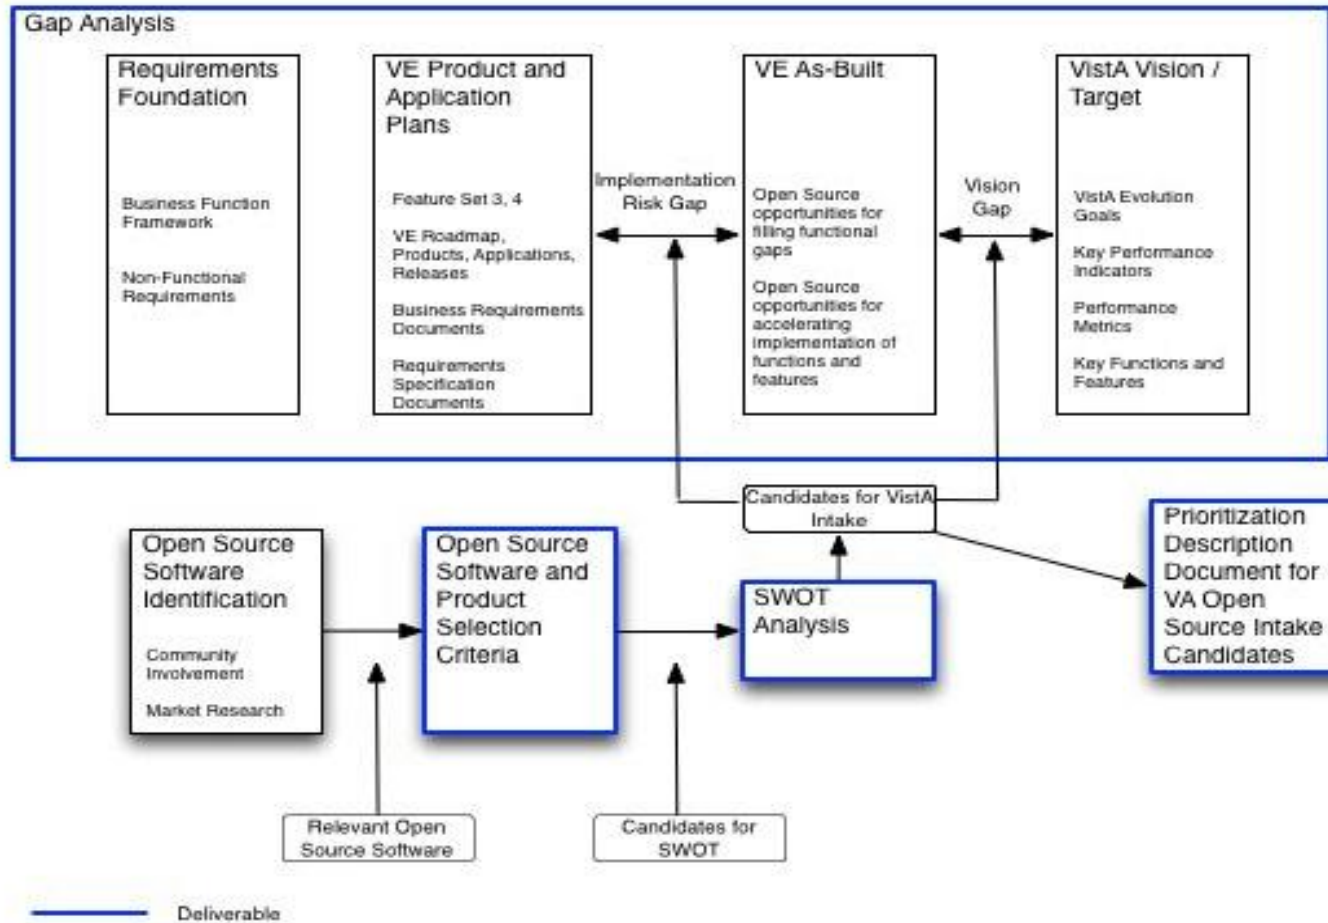 Gap Analysis
Requirements
Foundation
Business Function
Framework
Non-Functional
Requirements
VE Product and
Application
Plans
Feature Set 3, 4
VE Roadmap,
Products, Applications,
Releases
Business Requirements
Documents
Requirements
Specification
Documents
Implementation
Risk Gap
VE As-Built
Open Source
opportunities for
filling functional
gaps
Open Source
opportunities for
accelerating
implementation of
functions and
features
Vision
Gap
VistA Vision /
Target
VistA Evolution
Goals
Key Performance
Indicators
Performance
Metrics
Key Functions and
Features
Candidates for VistA
Intake
Open Source
Software
Identification
Community
Involvement
Market Research
Open Source
Software and
Product
Selection
Criteria
SWOT
Analysis
Prioritization
Description
Document for
VA Open
Source Intake
Candidates
Relevant Open
Source Software
Candidates for
SWOT
Deliverable